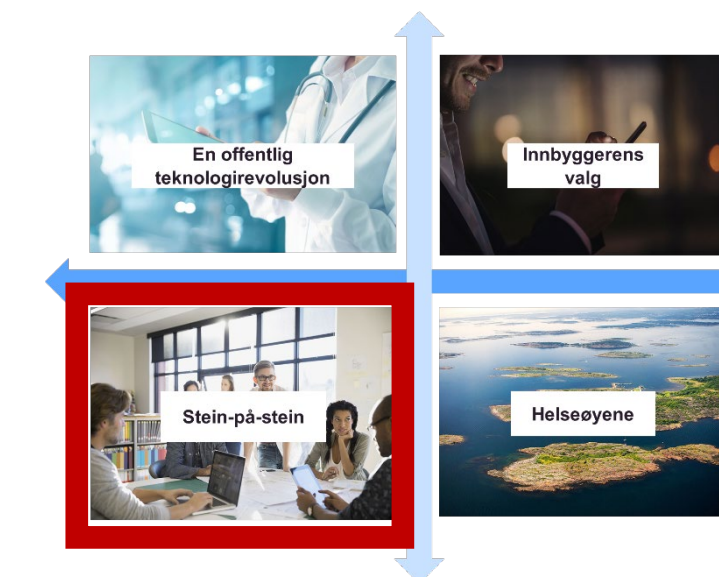 En offentlig
teknologirevolusjon
Innbyggerens
valg
Stein-på-stein
Helseøyene